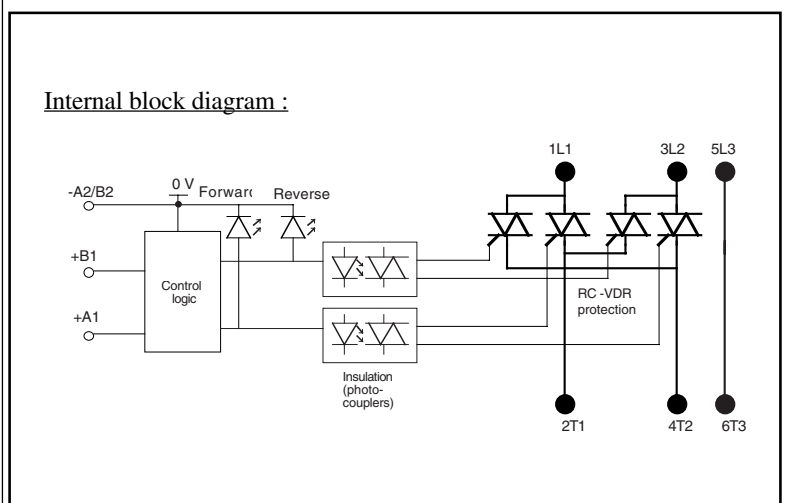 Internal block diagram :
1L1 3L2 5L3
-A2/B2 0 V Forward Reverse
+B1
Control
logic
+A1
RC -VDR
protection
Insulation
(photo-
couplers)
2T1 4T2 6T3